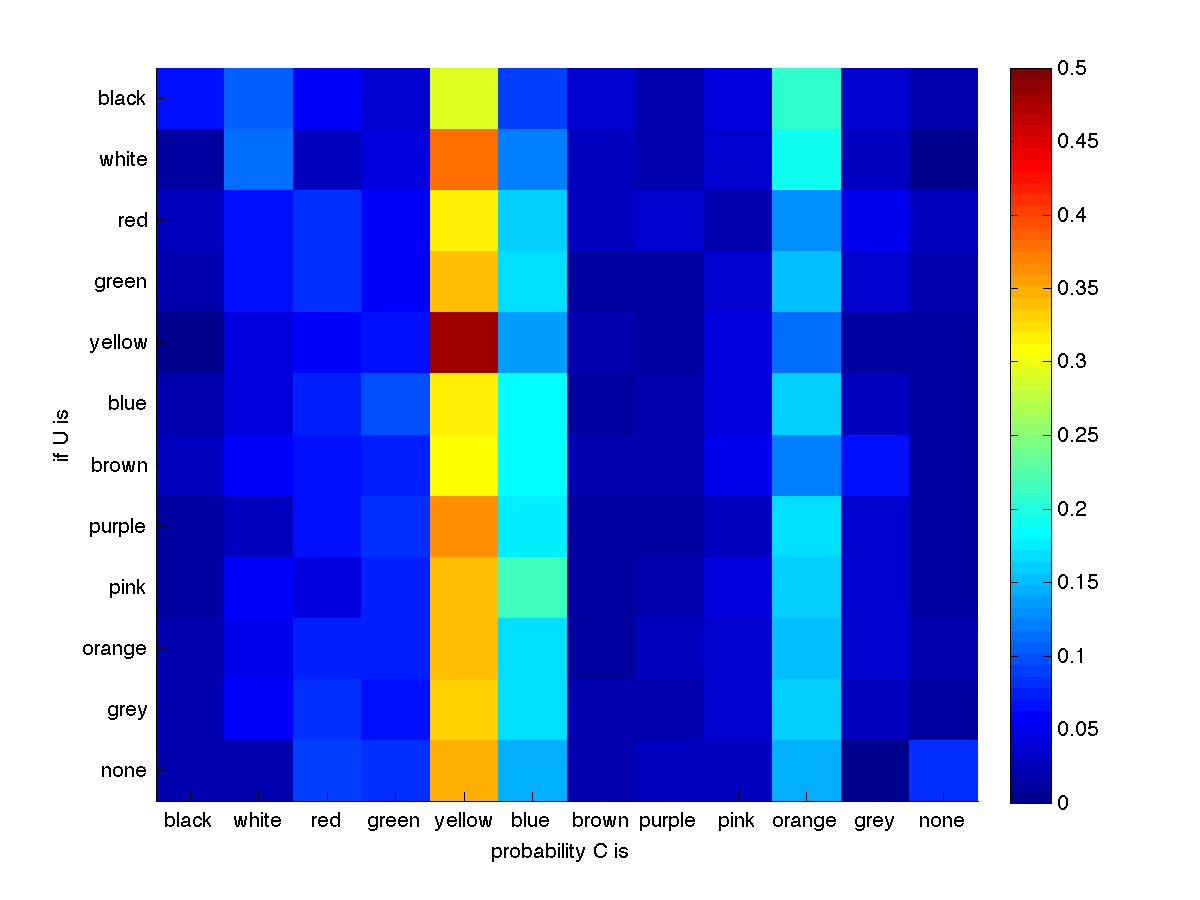 black
white
red
green
yellow
blue
brown
purple
pink
orange
grey
none
if U is
black white red green yellow blue brown purple pink orange grey none
probability C is
0.5
0.45
0.4
0.35
0.3
0.25
0.2
0.15
0.1
0.05
0